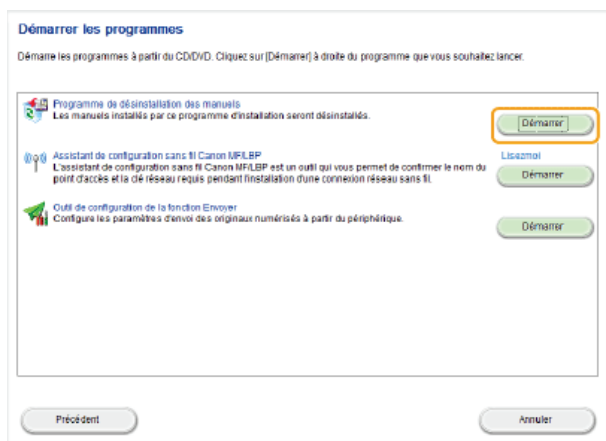 Démarrer les programmes
Démarre les programmes à partir du CD/DVD. Cliquez sur [Démarrer] à droite du programme que vous souhaitez lancer.
Programme de désinstallation des manuels
Les manuels installés par ce programme d'installation seront désinstallés.
Démarrer
Assistant de configuration sans fil Canon MF/LBP
Lisezmoi
L'assistant de configuration sans fil Canon MF/LBP est un outil qui vous permet de confirmer le nom du
point d'accès et la clé réseau requis pendant l'installation d'une connexion réseau sans fil.
Démarrer
Outil de configuration de la fonction Envoyer
Configure les paramètres d'envoi des originaux numérisés à partir du périphérique.
Démarrer
Précédent
Annuler